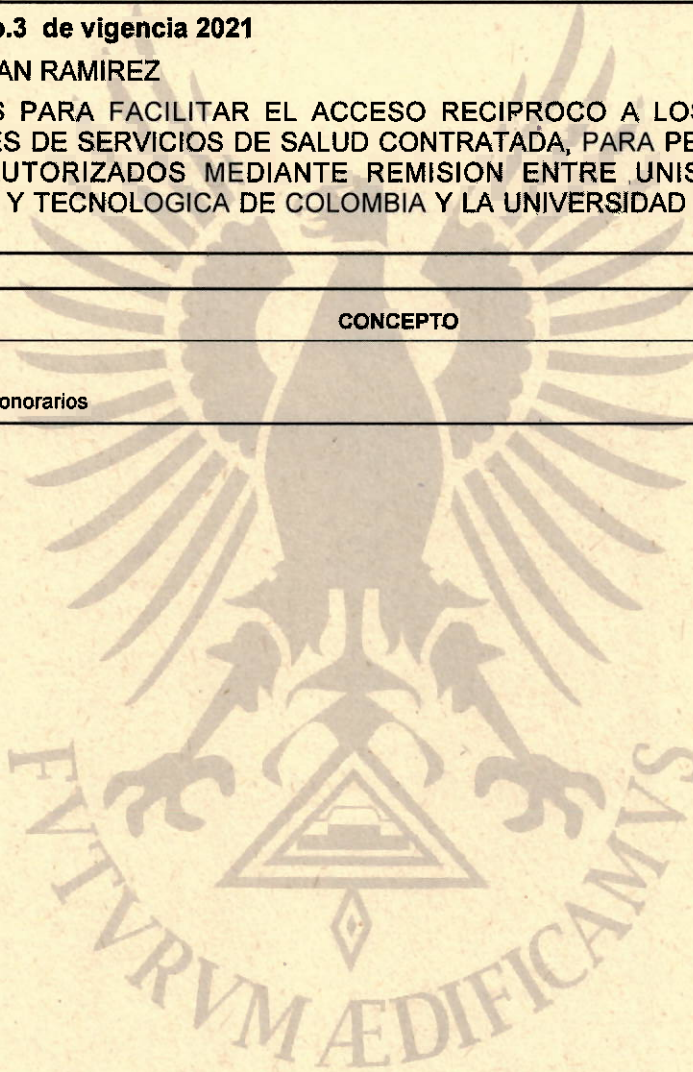 o.3 de vigencia 2021
AN RAMIREZ
S PARA FACILITAR EL ACCESO RECIPROCO A LOS
ES DE SERVICIOS DE SALUD CONTRATADA, PARA PE
UTORIZADOS MEDIANTE REMISION ENTRE UNIS
Y TECNOLOGICA DE COLOMBIA Y LA UNIVERSIDAD
CONCEPTO
onorarios
FVTVRVM ÆDIFICAMVS